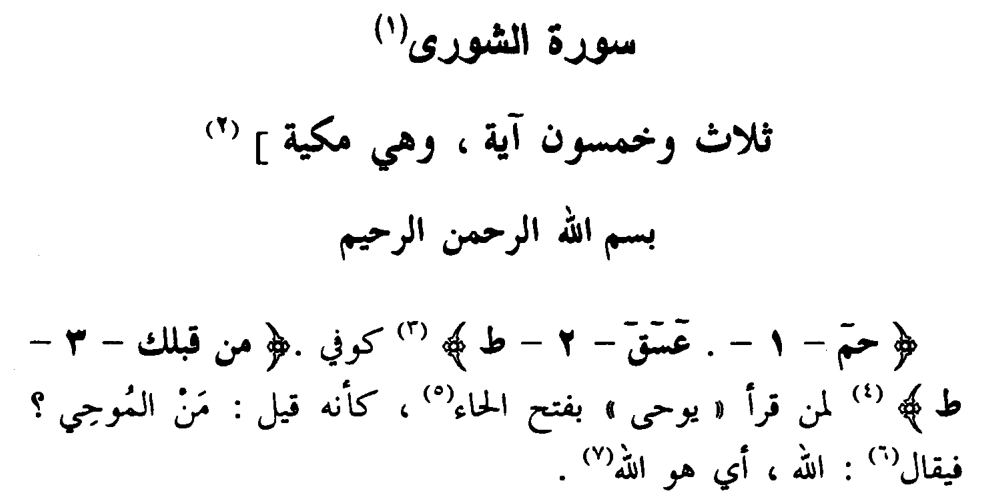 سورة الشورى(١)
ثلاث وخمسون آية ، وهي مكية ] (٢)
بسم الله الرحمن الرحيم
﴿ حمٓ – ١ – . عٓسٓقٓ – ٢ – ط ﴾ (٣) كوفي . ﴿ من قبلك – ٣ –
ط ﴾ (٤) لمن قرأ « يوحى » بفتح الحاء(٥) ، كأنه قيل : مَنْ المُوحِي ؟
فيقال(٦) : الله ، أي هو الله(٧) .